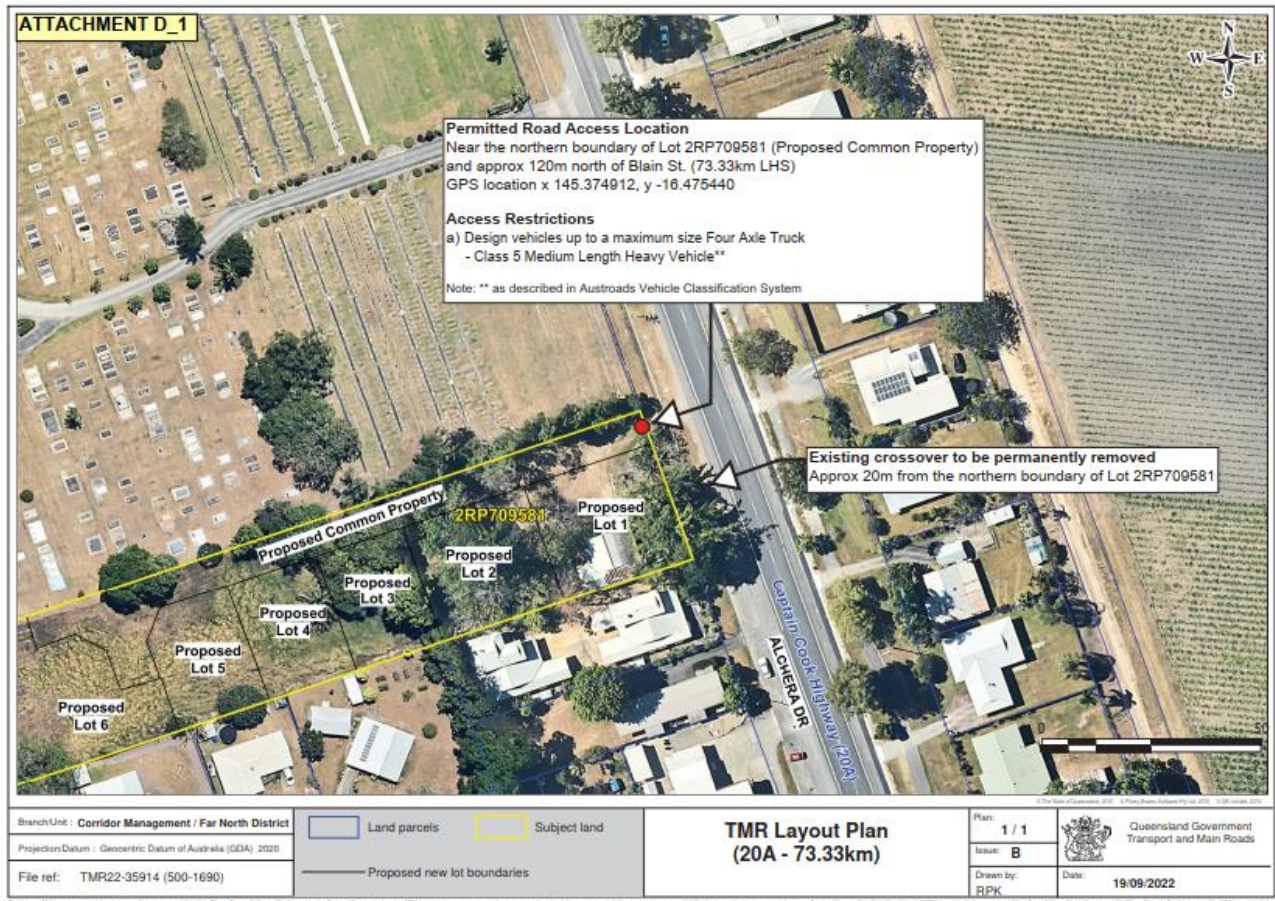 ATTACHMENT D_1
N
W E
S
Permitted Road Access Location
Near the northern boundary of Lot 2RP709581 (Proposed Common Property)
and approx 120m north of Blain St. (73.33km LHS)
GPS location x 145.374912, y -16.475440
Access Restrictions
a) Design vehicles up to a maximum size Four Axle Truck
- Class 5 Medium Length Heavy Vehicle**
Note: ** as described in Austroads Vehicle Classification System
Existing crossover to be permanently removed
Approx 20m from the northern boundary of Lot 2RP709581
Proposed Common Property
2RP709581
Proposed
Lot 1
Proposed
Lot 2
Proposed
Lot 3
Proposed
Lot 4
Proposed
Lot 5
Proposed
Lot 6
Captain Cook Highway (20A)
ALCHERA DR
0 50
Branch/Unit : Corridor Management / Far North District
Projection/Datum : Geocentric Datum of Australia (GDA) 2020
File ref: TMR22-35914 (500-1690)
Land parcels
Subject land
Proposed new lot boundaries
TMR Layout Plan
(20A - 73.33km)
Plan:
1 / 1
Issue: B
Drawn by:
RPK
Queensland Government
Transport and Main Roads
Date: 19/09/2022